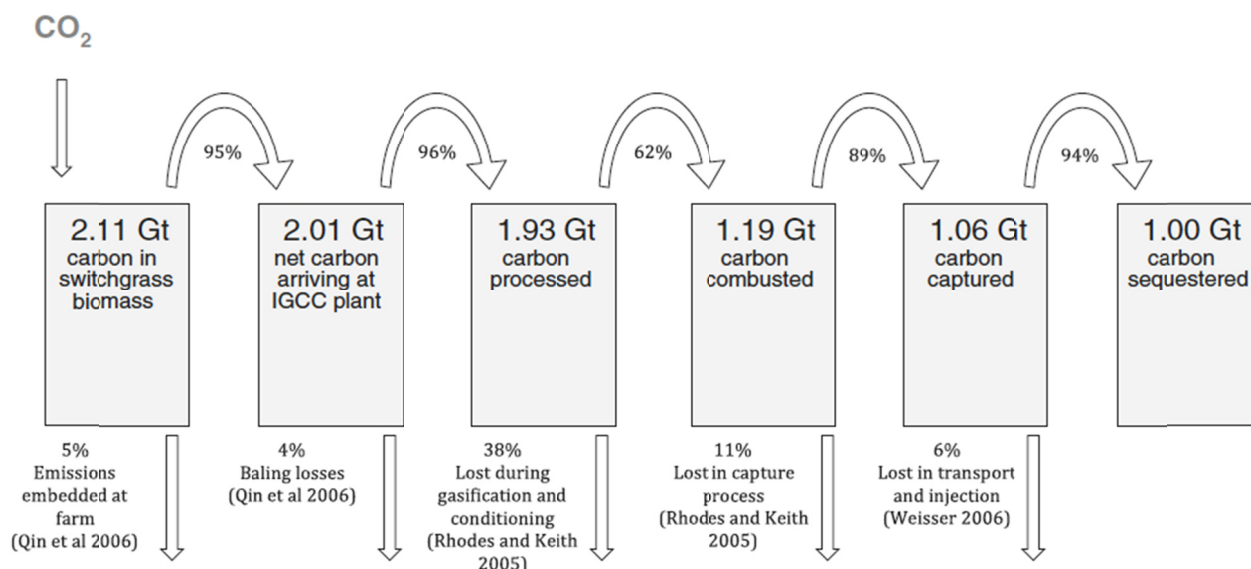 CO2
95%
96%
62%
89%
94%
2.11 Gt
carbon in
switchgrass
biomass
2.01 Gt
net carbon
arriving at
IGCC plant
1.93 Gt
carbon
processed
1.19 Gt
carbon
combusted
1.06 Gt
carbon
captured
1.00 Gt
carbon
sequestered
5%
Emissions
embedded at
farm
(Qin et al 2006)
4%
Baling losses
(Qin et al 2006)
38%
Lost during
gasification and
conditioning
(Rhodes and Keith
2005)
11%
Lost in capture
process
(Rhodes and Keith
2005)
6%
Lost in transport
and injection
(Weisser 2006)